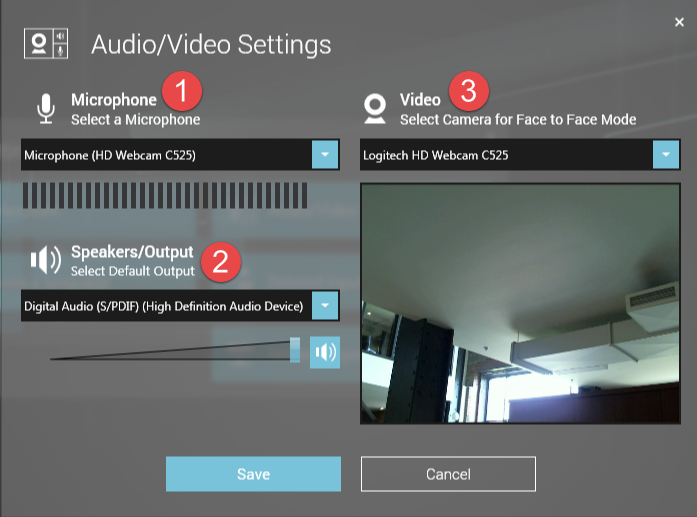 Audio/Video Settings
×
Microphone
1
Select a Microphone
Microphone (HD Webcam C525)
Speakers/Output
2
Select Default Output
Digital Audio (S/PDIF) (High Definition Audio Device)
Video
3
Select Camera for Face to Face Mode
Logitech HD Webcam C525
Save
Cancel